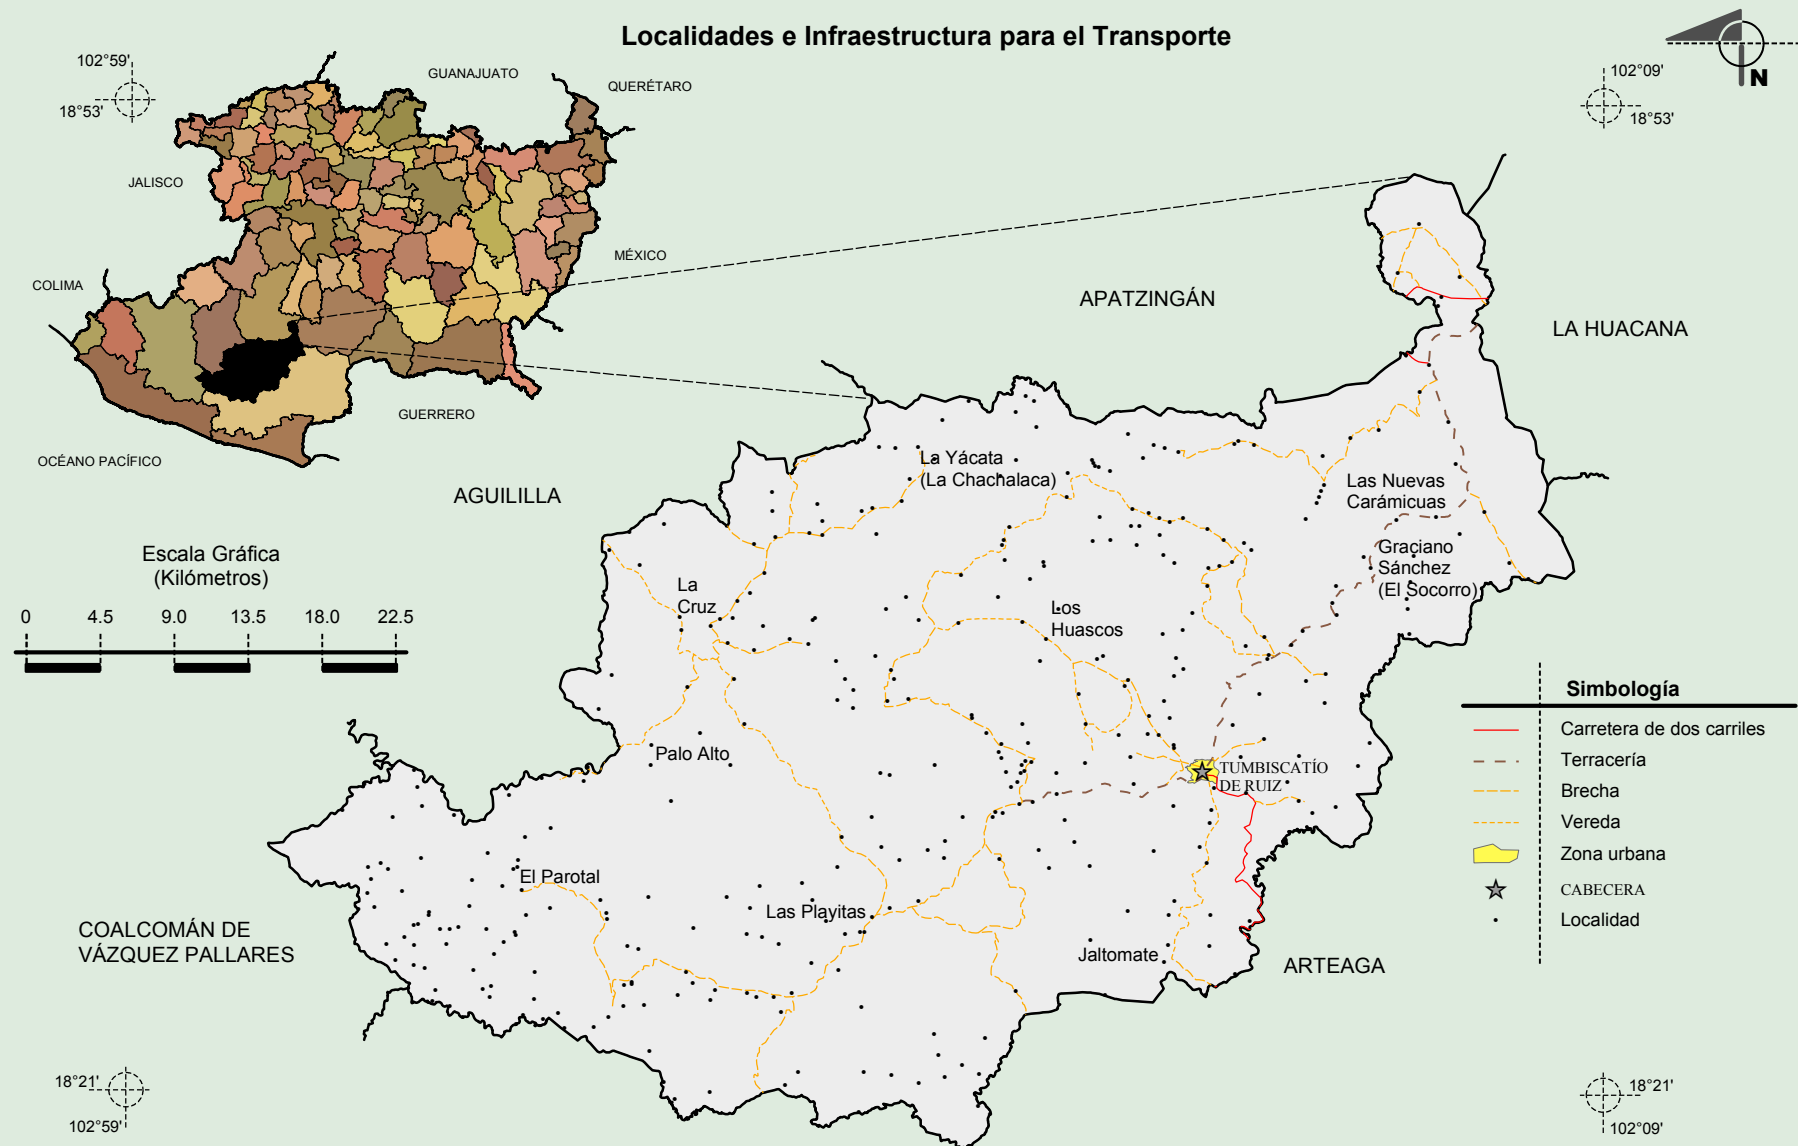 Localidades e Infraestructura para el Transporte
102°59'
18°53'
102°09'
18°53'
N
GUANAJUATO
QUERÉTARO
JALISCO
MÉXICO
COLIMA
GUERRERO
OCÉANO PACÍFICO
APATZINGÁN
LA HUACANA
AGUILILLA
La Yácata
(La Chachalaca)
Las Nuevas
Carámicuas
Graciano
Sánchez
(El Socorro)
Escala Gráfica
(Kilómetros)
0 4.5 9.0 13.5 18.0 22.5
La
Cruz
Los
Huascos
Palo Alto
TUMBISCATÍO
DE RUIZ
El Parotal
Las Playitas
Jaltomate
COALCOMÁN DE
VÁZQUEZ PALLARES
ARTEAGA
Simbología
Carretera de dos carriles
Terracería
Brecha
Vereda
Zona urbana
CABECERA
Localidad
18°21'
102°59'
18°21'
102°09'